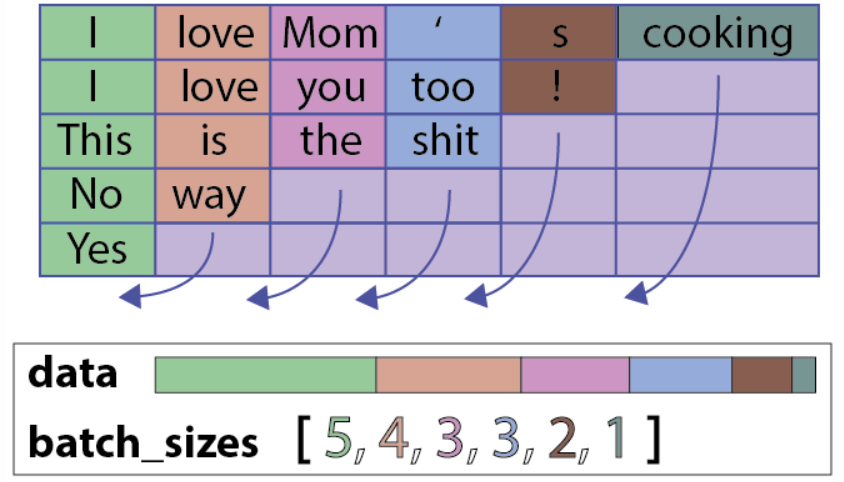 I love Mom ‘ s cooking
I love you too !
This is the shit
No way
Yes
data
batch_sizes [ 5, 4, 3, 3, 2, 1 ]